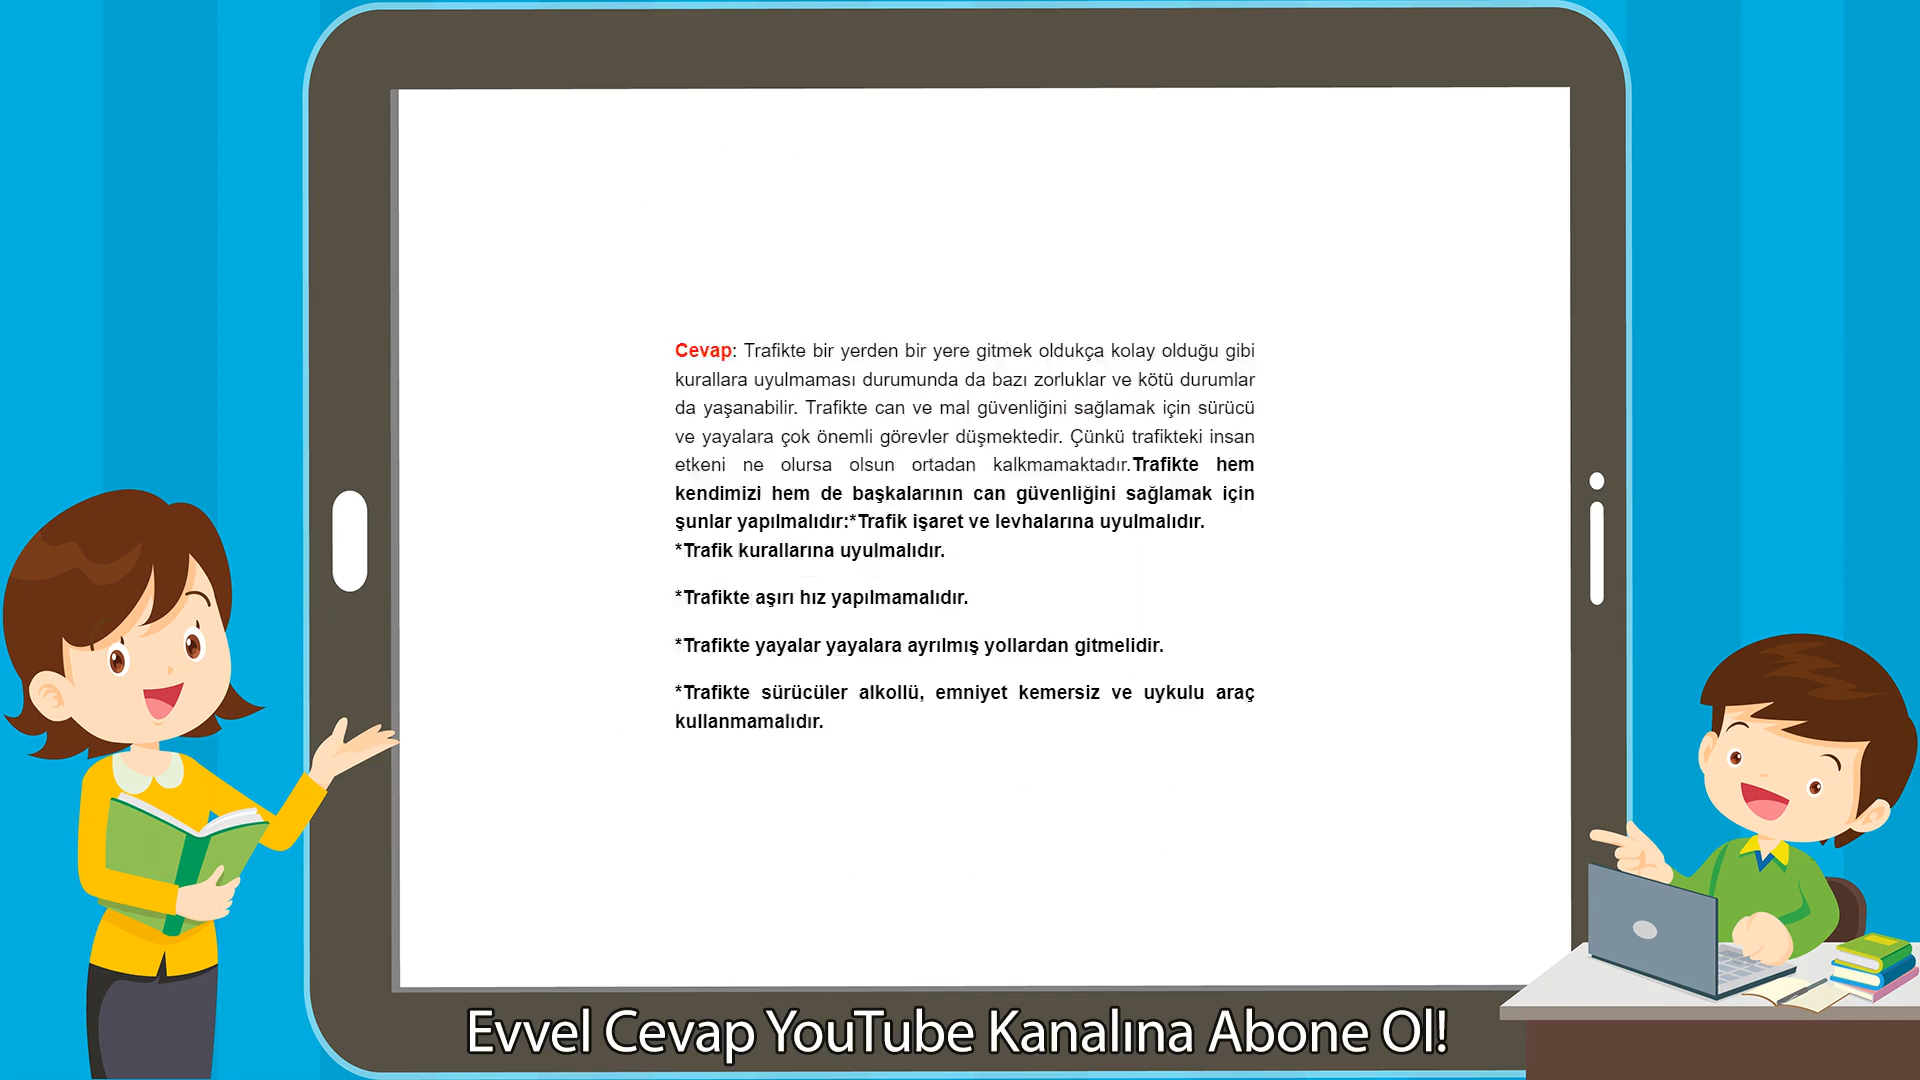 Cevap: Trafikte bir yerden bir yere gitmek oldukça kolay olduğu gibi
kurallara uyulmaması durumunda da bazı zorluklar ve kötü durumlar
da yaşanabilir. Trafikte can ve mal güvenliğini sağlamak için sürücü
ve yayalara çok önemli görevler düşmektedir. Çünkü trafikteki insan
etkeni ne olursa olsun ortadan kalkmamaktadır.Trafikte hem
kendimizi hem de başkalarının can güvenliğini sağlamak için
şunlar yapılmalıdır:*Trafik işaret ve levhalarına uyulmalıdır.
*Trafik kurallarına uyulmalıdır.
*Trafikte aşırı hız yapılmamalıdır.
*Trafikte yayalar yayalara ayrılmış yollardan gitmelidir.
*Trafikte sürücüler alkollü, emniyet kemersiz ve uykulu araç
kullanmamalıdır.
Evvel Cevap YouTube Kanalına Abone Ol!